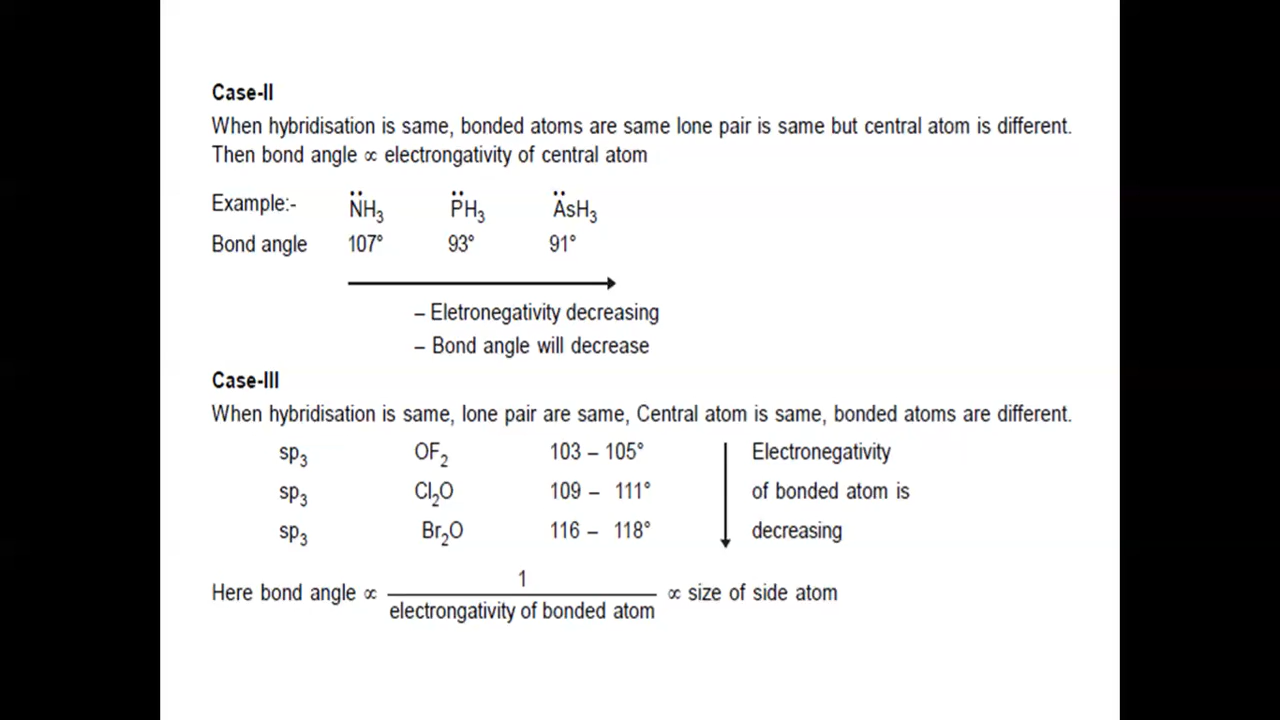 Case-II
When hybridisation is same, bonded atoms are same lone pair is same but central atom is different.
Then bond angle ∝ electrongativity of central atom
Example:- N̈H₃ P̈H₃ ÄsH₃
Bond angle 107° 93° 91°
– Eletronegativity decreasing
– Bond angle will decrease
Case-III
When hybridisation is same, lone pair are same, Central atom is same, bonded atoms are different.
sp₃ OF₂ 103 – 105° Electronegativity
sp₃ Cl₂O 109 – 111° of bonded atom is
sp₃ Br₂O 116 – 118° decreasing
Here bond angle ∝ 1 / electrongativity of bonded atom ∝ size of side atom